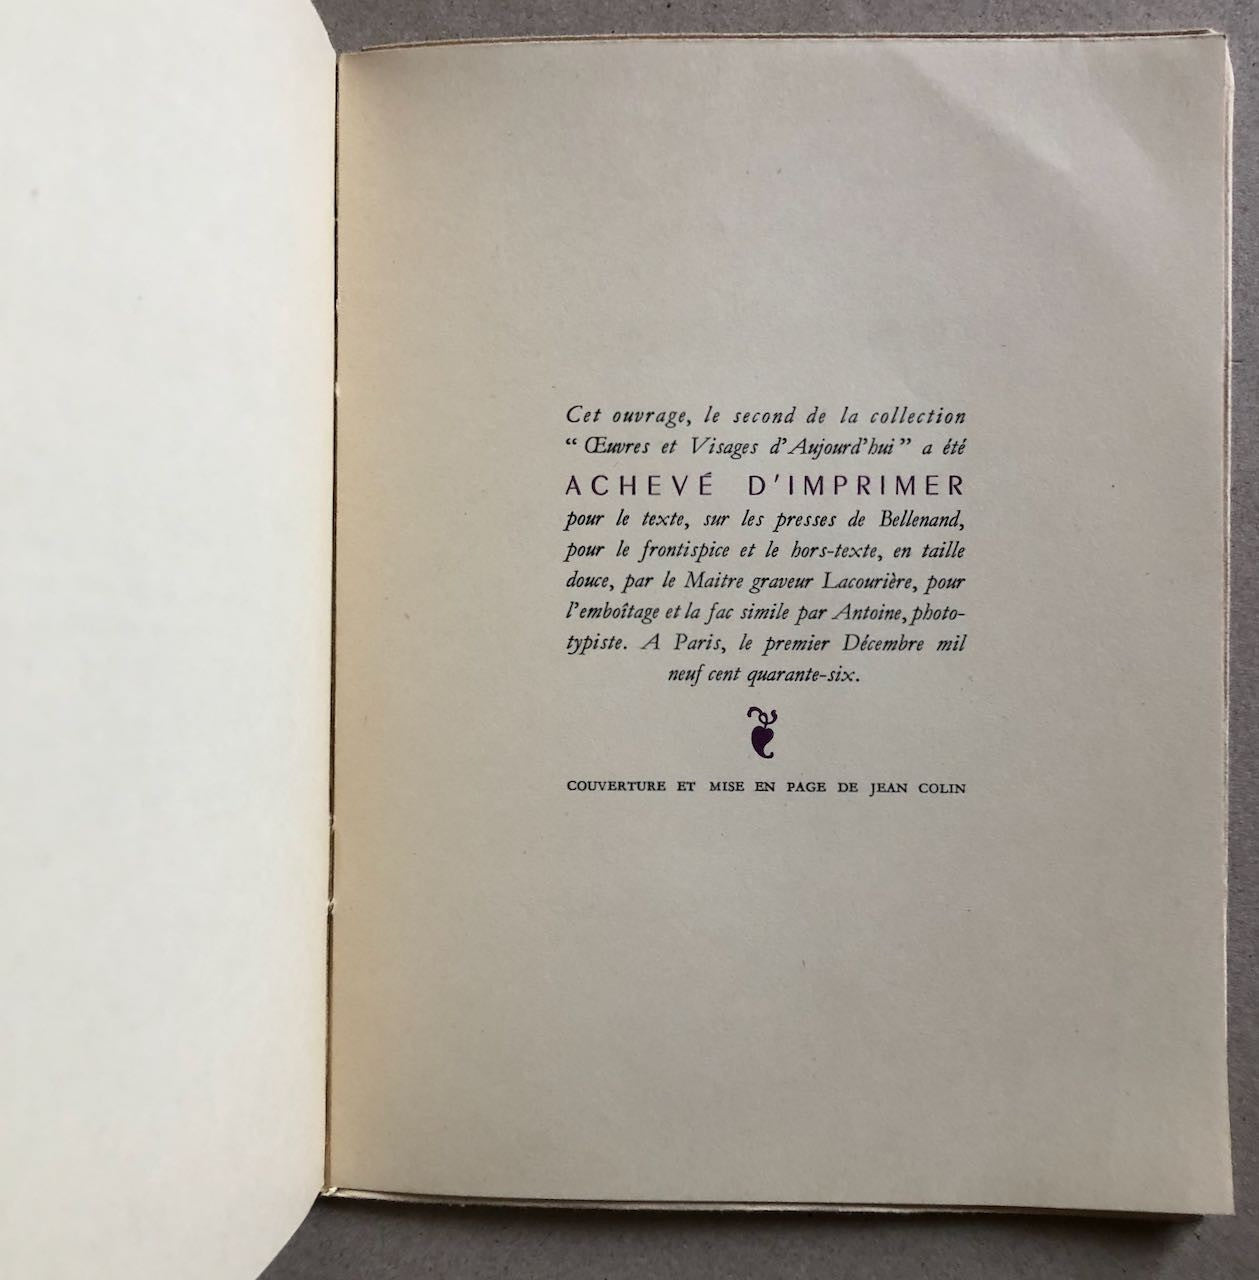 Cet ouvrage, le second de la collection
“ Œuvres et Visages d'Aujourd'hui ” a été
ACHEVÉ D'IMPRIMER
pour le texte, sur les presses de Bellenand,
pour le frontispice et le hors-texte, en taille
douce, par le Maitre graveur Lacourière, pour
l'emboîtage et la fac simile par Antoine, photo-
typiste. A Paris, le premier Décembre mil
neuf cent quarante-six.
COUVERTURE ET MISE EN PAGE DE JEAN COLIN